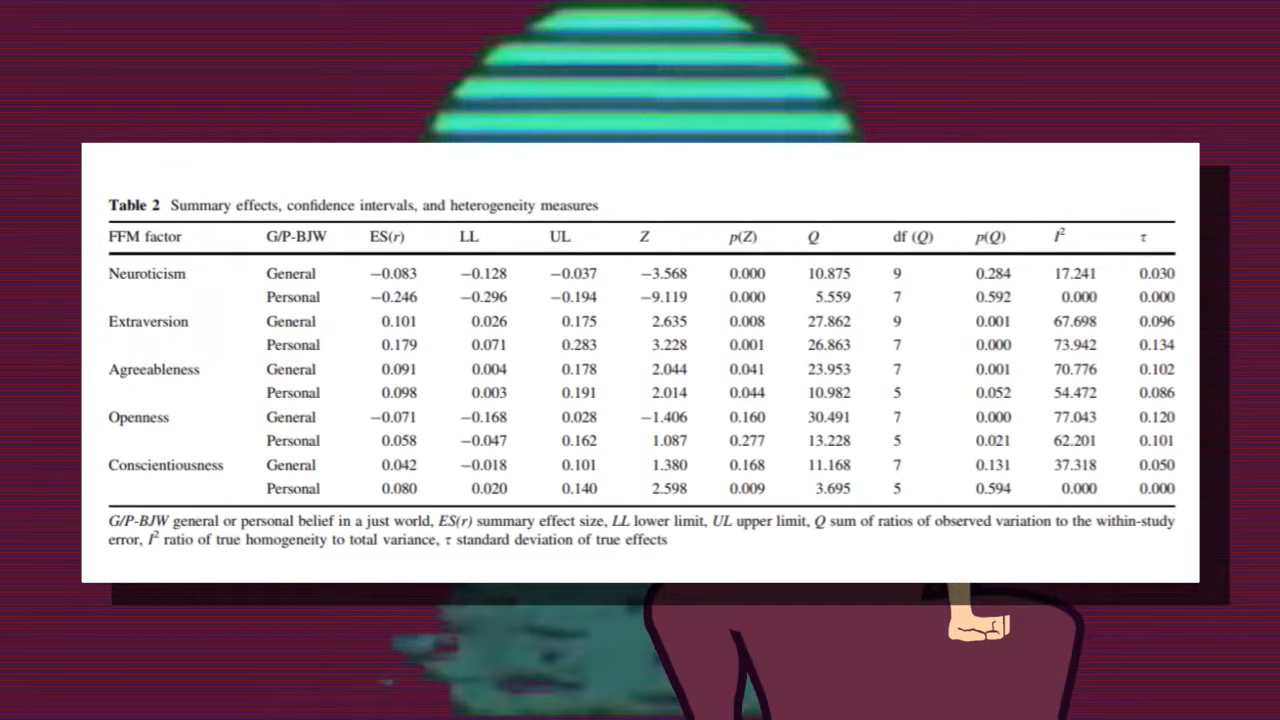 Table 2 Summary effects, confidence intervals, and heterogeneity measures
FFM factor G/P-BJW ES(r) LL UL Z p(Z) Q df (Q) p(Q) I² τ
Neuroticism General −0.083 −0.128 −0.037 −3.568 0.000 10.875 9 0.284 17.241 0.030
Personal −0.246 −0.296 −0.194 −9.119 0.000 5.559 7 0.592 0.000 0.000
Extraversion General 0.101 0.026 0.175 2.635 0.008 27.862 9 0.001 67.698 0.096
Personal 0.179 0.071 0.283 3.228 0.001 26.863 7 0.000 73.942 0.134
Agreeableness General 0.091 0.004 0.178 2.044 0.041 23.953 7 0.001 70.776 0.102
Personal 0.098 0.003 0.191 2.014 0.044 10.982 5 0.052 54.472 0.086
Openness General −0.071 −0.168 0.028 −1.406 0.160 30.491 7 0.000 77.043 0.120
Personal 0.058 −0.047 0.162 1.087 0.277 13.228 5 0.021 62.201 0.101
Conscientiousness General 0.042 −0.018 0.101 1.380 0.168 11.168 7 0.131 37.318 0.050
Personal 0.080 0.020 0.140 2.598 0.009 3.695 5 0.594 0.000 0.000
G/P-BJW general or personal belief in a just world, ES(r) summary effect size, LL lower limit, UL upper limit, Q sum of ratios of observed variation to the within-study
error, I² ratio of true homogeneity to total variance, τ standard deviation of true effects